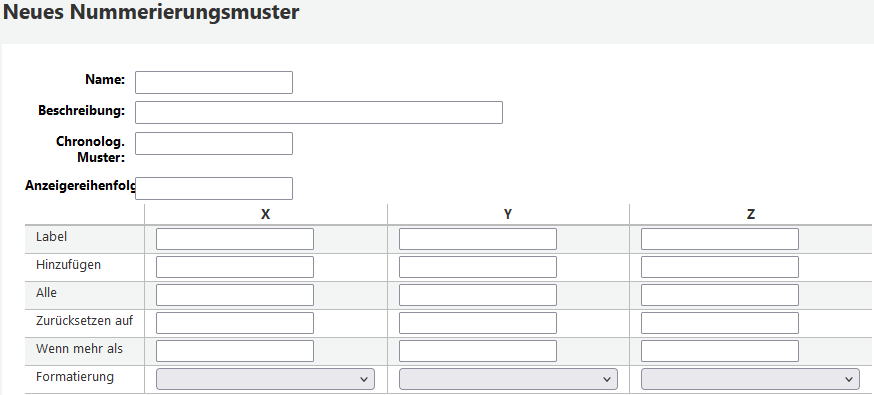 Neues Nummerierungsmuster
Name:
Beschreibung:
Chronolog.
Muster:
Anzeigereihenfolg
X Y Z
Label
Hinzufügen
Alle
Zurücksetzen auf
Wenn mehr als
Formatierung